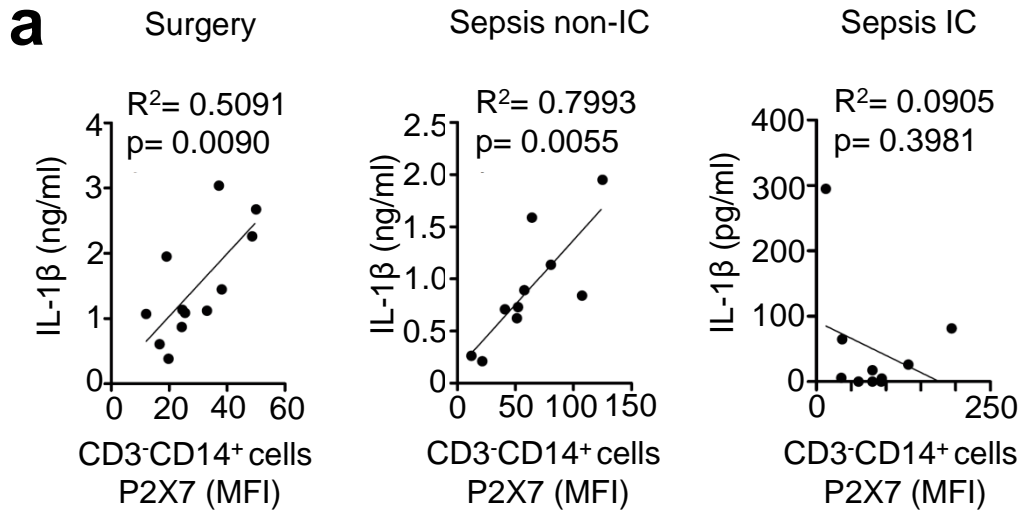 a
Surgery
Sepsis non-IC
Sepsis IC
R²= 0.5091
p= 0.0090
IL-1β (ng/ml)
4
3
2
1
0
0 20 40 60
CD3⁻CD14⁺ cells
P2X7 (MFI)
R²= 0.7993
p= 0.0055
IL-1β (ng/ml)
2.5
2.0
1.5
1.0
0.5
0
0 50 100 150
CD3⁻CD14⁺ cells
P2X7 (MFI)
R²= 0.0905
p= 0.3981
IL-1β (pg/ml)
400
300
200
100
0
0 250
CD3⁻CD14⁺ cells
P2X7 (MFI)